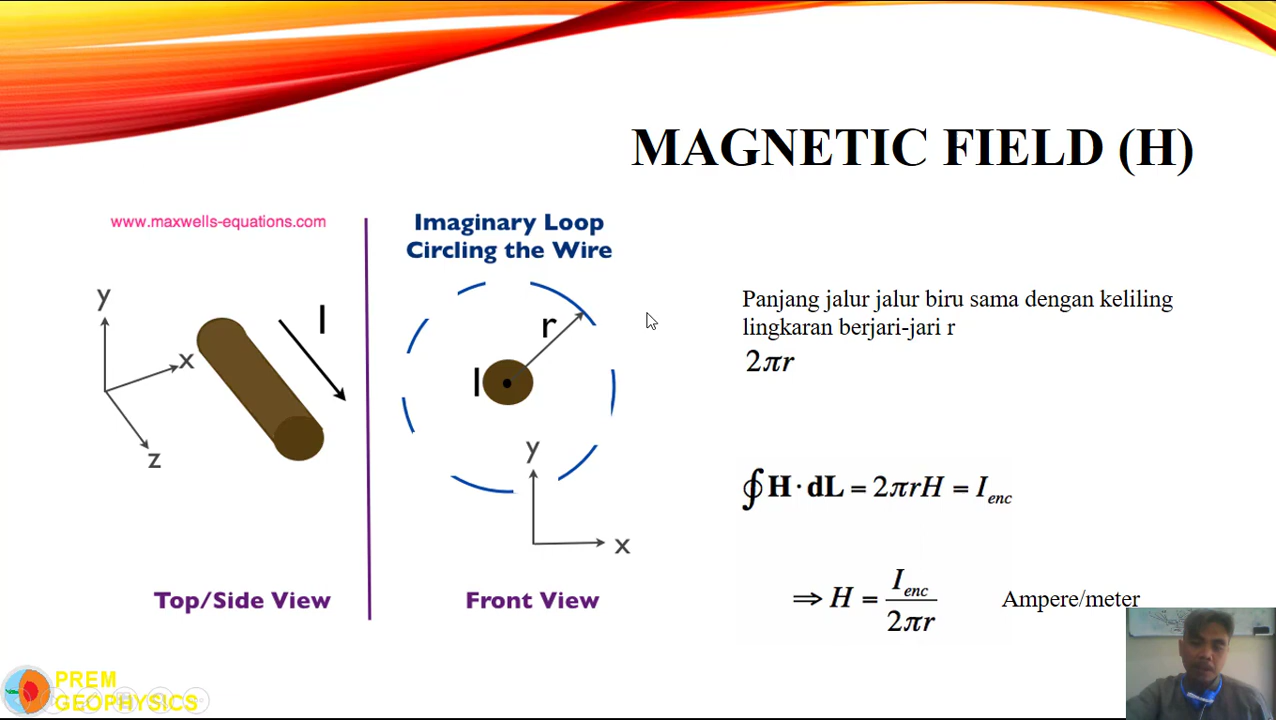 MAGNETIC FIELD (H)
www.maxwells-equations.com
Imaginary Loop
Circling the Wire
y
x
z
I
r
I
y
x
Top/Side View
Front View
Panjang jalur jalur biru sama dengan keliling
lingkaran berjari-jari r
2πr
∮H·dL = 2πrH = I_enc
⇒ H = I_enc / 2πr
Ampere/meter
PREM
GEOPHYSICS